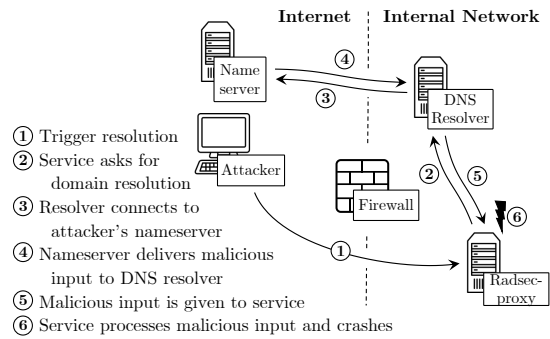 Internet
Internal Network
Name
server
4
3
DNS
Resolver
Attacker
Firewall
2
5
6
1
Radsec-
proxy
1 Trigger resolution
2 Service asks for
domain resolution
3 Resolver connects to
attacker's nameserver
4 Nameserver delivers malicious
input to DNS resolver
5 Malicious input is given to service
6 Service processes malicious input and crashes